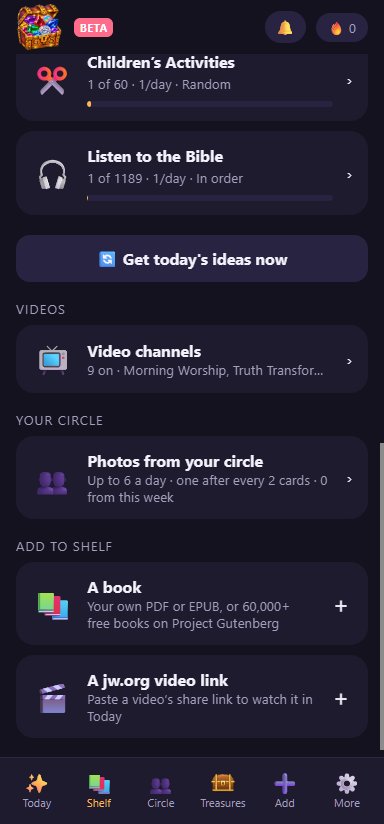 BETA
0
Children's Activities
1 of 60 · 1/day · Random
Listen to the Bible
1 of 1189 · 1/day · In order
Get today's ideas now
VIDEOS
Video channels
9 on · Morning Worship, Truth Transfor...
YOUR CIRCLE
Photos from your circle
Up to 6 a day · one after every 2 cards · 0
from this week
ADD TO SHELF
A book
Your own PDF or EPUB, or 60,000+
free books on Project Gutenberg
A jw.org video link
Paste a video's share link to watch it in
Today
Today
Shelf
Circle
Treasures
Add
More